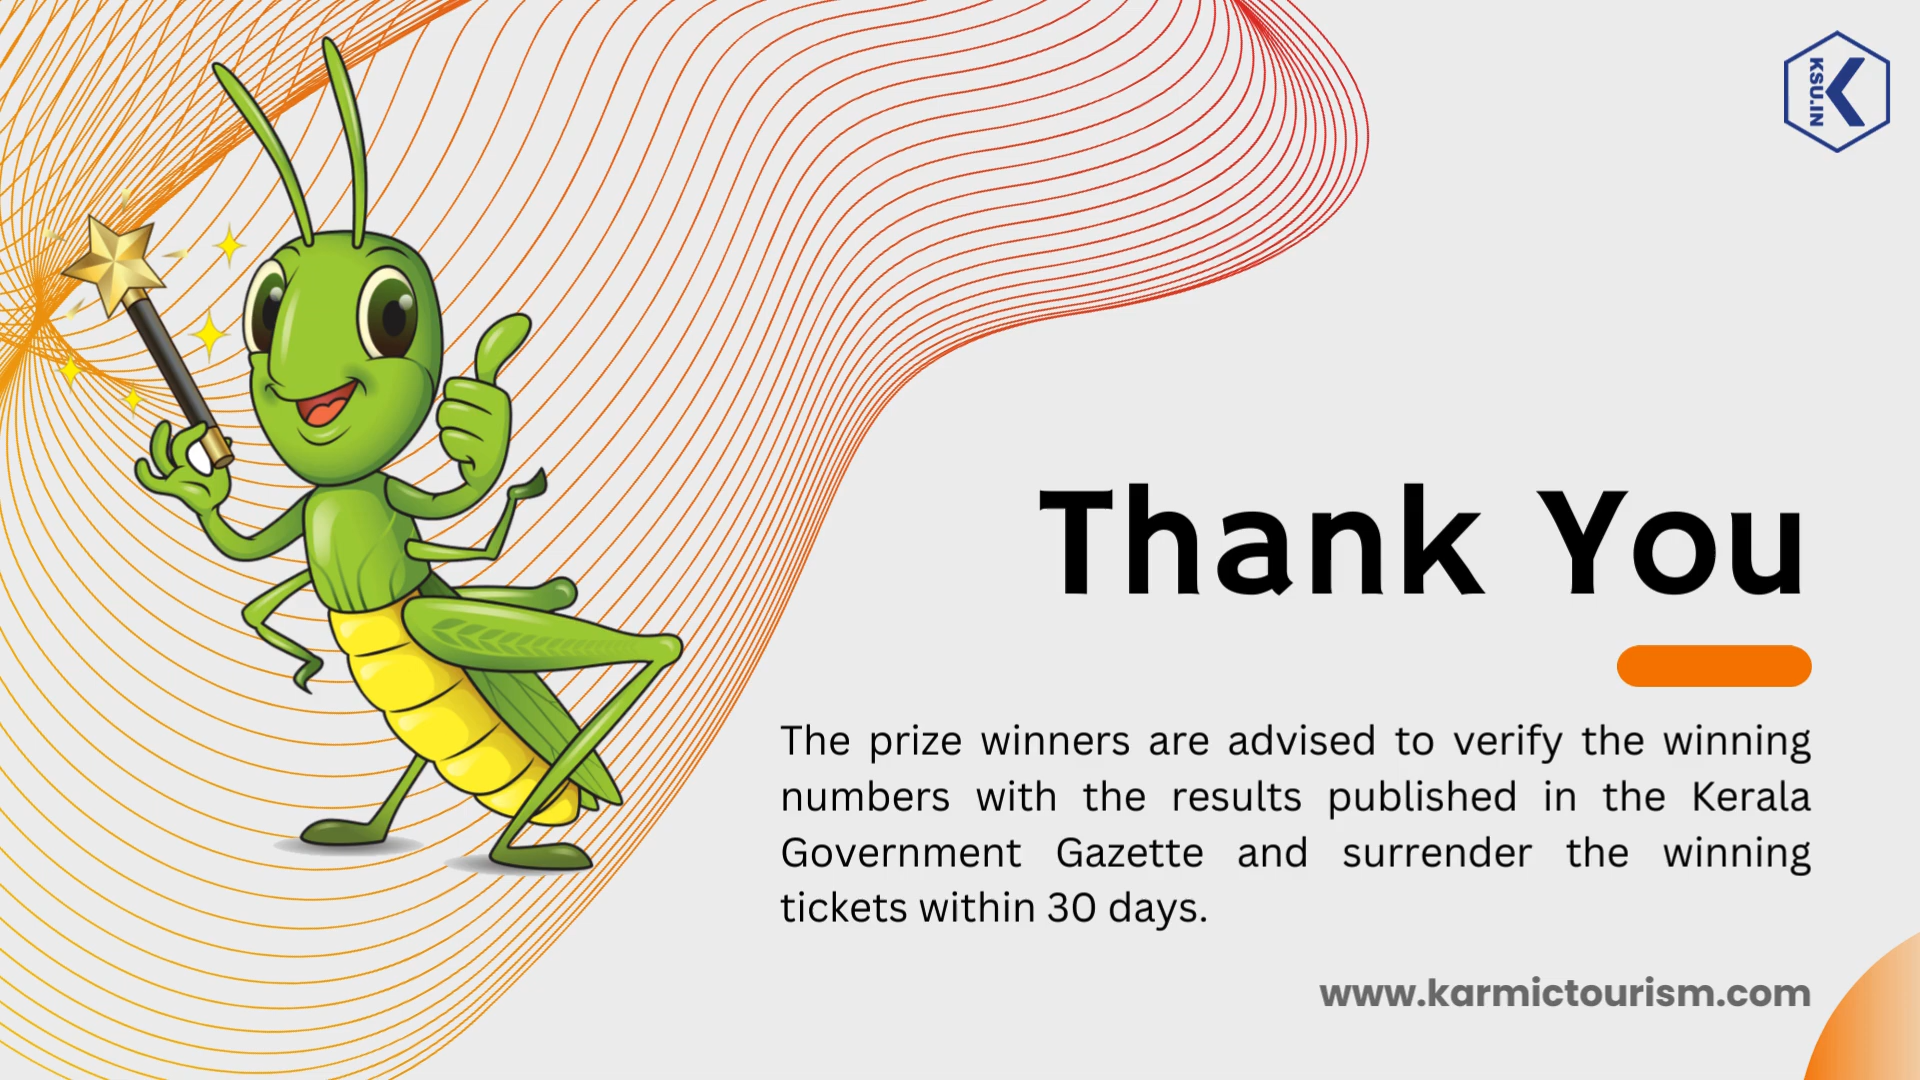 KSU.IN
Thank You
The prize winners are advised to verify the winning
numbers with the results published in the Kerala
Government Gazette and surrender the winning
tickets within 30 days.
www.karmictourism.com